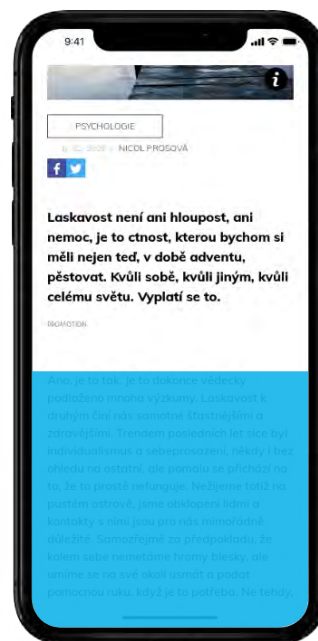 9:41
i
PSYCHOLOGIE
NICOL PROSOVÁ
f
Laskavost není ani hloupost, ani
nemoc, je to ctnost, kterou bychom si
měli nejen teď, v době adventu,
pěstovat. Kvůli sobě, kvůli jiným, kvůli
celému světu. Vyplatí se to.
PROMOTION
Ano, je to tak, je to dokonce vědecky
podloženo mnoha výzkumy. Laskavost k
druhým činí nás samotné šťastnějšími a
zdravějšími. Trendem posledních let sice byl
individualismus a sebeprosazení, někdy i bez
ohledu na ostatní, ale pomalu se přichází na
to, že to prostě nefunguje. Nežijeme totiž na
pustém ostrově, jsme obklopeni lidmi a
kontakty s nimi jsou pro nás mimořádně
důležité. Samozřejmě za předpokladu, že
kolem sebe nemetáme hromy blesky, ale
umíme se na své okolí usmát a podat
pomocnou ruku, když je to potřeba. Ne tehdy,